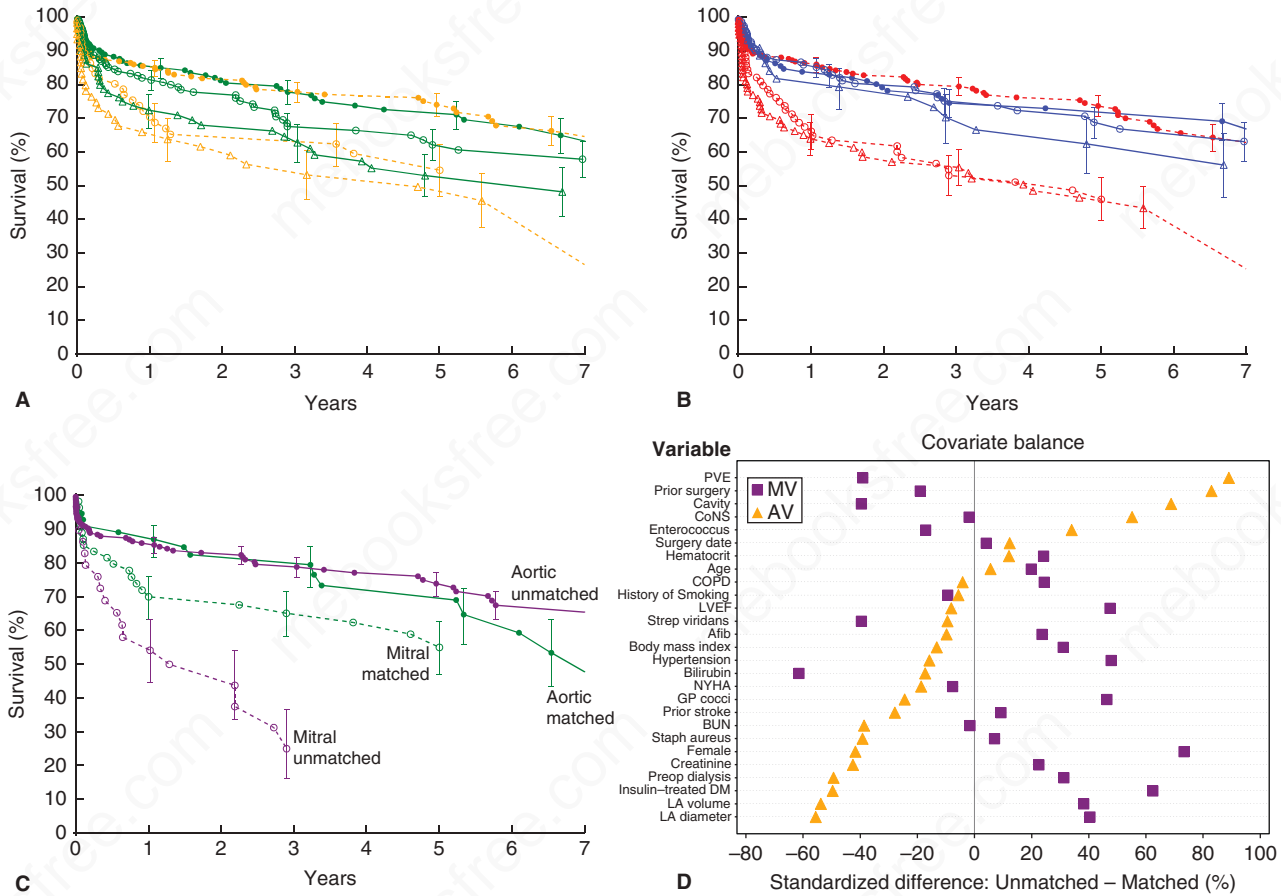 100
90
80
70
60
50
40
30
20
10
0
Survival (%)
0 1 2 3 4 5 6 7
Years
A
100
90
80
70
60
50
40
30
20
10
0
Survival (%)
0 1 2 3 4 5 6 7
Years
B
100
90
80
70
60
50
40
30
20
10
0
Survival (%)
Aortic
unmatched
Mitral
matched
Aortic
matched
Mitral
unmatched
0 1 2 3 4 5 6 7
Years
C
Variable
Covariate balance
MV
AV
PVE
Prior surgery
Cavity
CoNS
Enterococcus
Surgery date
Hematocrit
Age
COPD
History of Smoking
LVEF
Strep viridans
Afib
Body mass index
Hypertension
Bilirubin
NYHA
GP cocci
Prior stroke
BUN
Staph aureus
Female
Creatinine
Preop dialysis
Insulin–treated DM
LA volume
LA diameter
–80 –60 –40 –20 0 20 40 60 80 100
Standardized difference: Unmatched – Matched (%)
D
mebooksfree.com